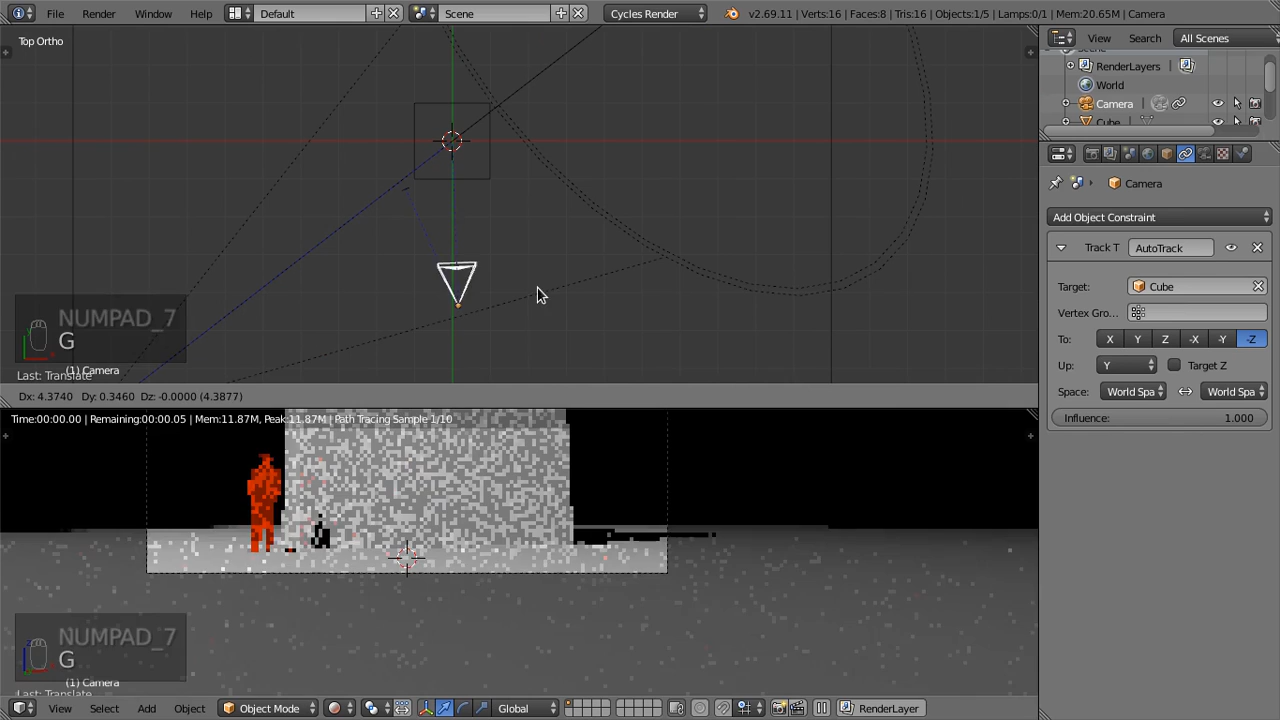 File Render Window Help Default Scene Cycles Render v2.69.11 | Verts:16 | Faces:8 | Tris:16 | Objects:1/5 | Lamps:0/1 | Mem:20.65M | Camera
View Search All Scenes
Top Ortho
Scene
RenderLayers
World
Camera
Cube
Camera
Add Object Constraint
Track T AutoTrack
Target: Cube
Vertex Gro...
To: X Y Z -X -Y -Z
Up: Y Target Z
Space: World Spa World Spa
Influence: 1.000
NUMPAD_7
G
(1) Camera
Last: Translate
Dx: 4.3740 Dy: 0.3460 Dz: -0.0000 (4.3877)
Time:00:00.00 | Remaining:00:00.05 | Mem:11.87M, Peak:11.87M | Path Tracing Sample 1/10
NUMPAD_7
G
(1) Camera
Last: Translate
View Select Add Object Object Mode Global RenderLayer